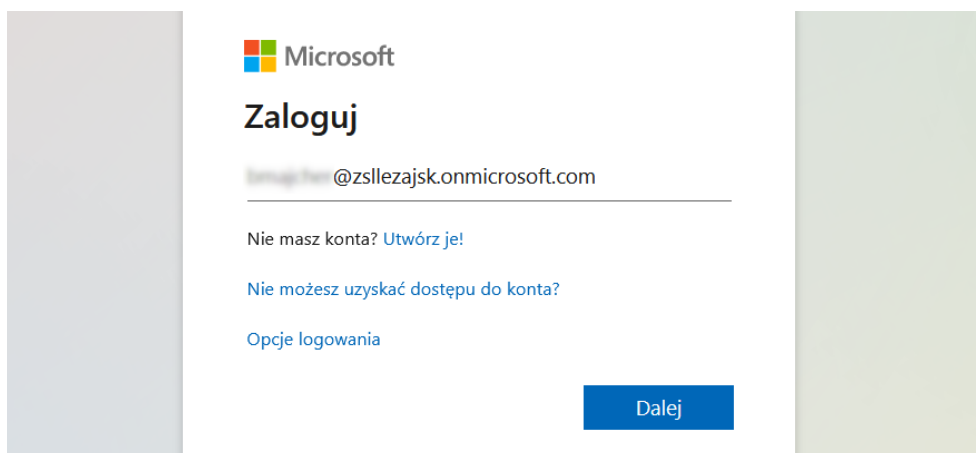 Microsoft
Zaloguj
@zsllezajsk.onmicrosoft.com
Nie masz konta? Utwórz je!
Nie możesz uzyskać dostępu do konta?
Opcje logowania
Dalej